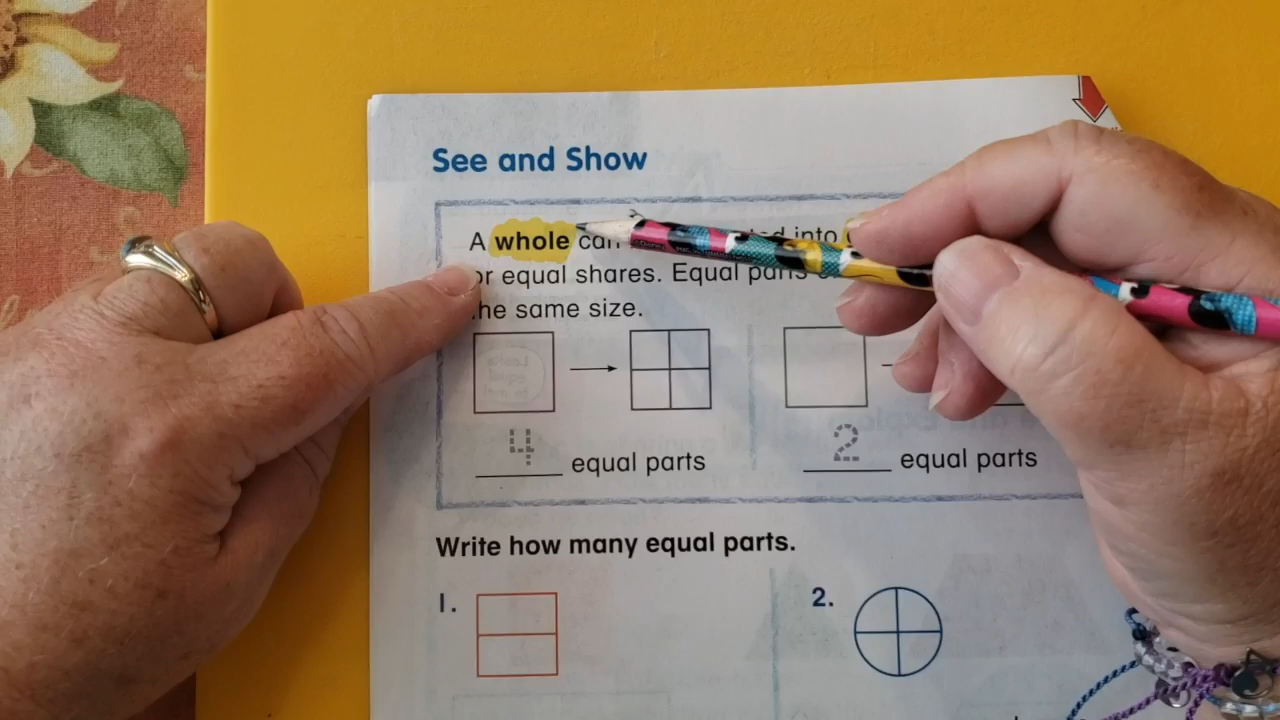 See and Show
A whole can into
or equal shares. Equal parts
the same size.
4 equal parts
2 equal parts
Write how many equal parts.
1.
2.